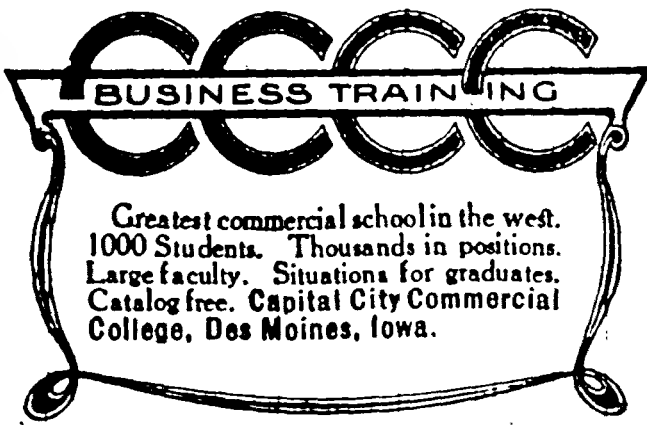 CCCC
BUSINESS TRAINING
Greatest commercial school in the west.
1000 Students. Thousands in positions.
Large faculty. Situations for graduates.
Catalog free. Capital City Commercial
College, Des Moines, Iowa.